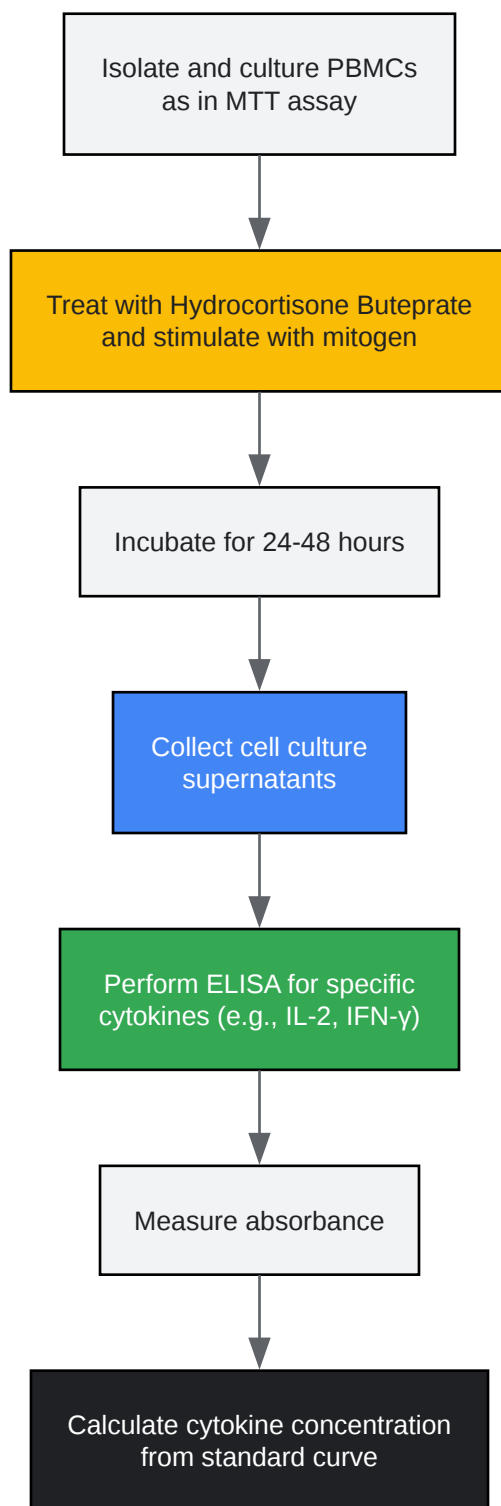 Isolate and culture PBMCs
as in MTT assay
Treat with Hydrocortisone Buteprate
and stimulate with mitogen
Incubate for 24-48 hours
Collect cell culture
supernatants
Perform ELISA for specific
cytokines (e.g., IL-2, IFN-γ)
Measure absorbance
Calculate cytokine concentration
from standard curve